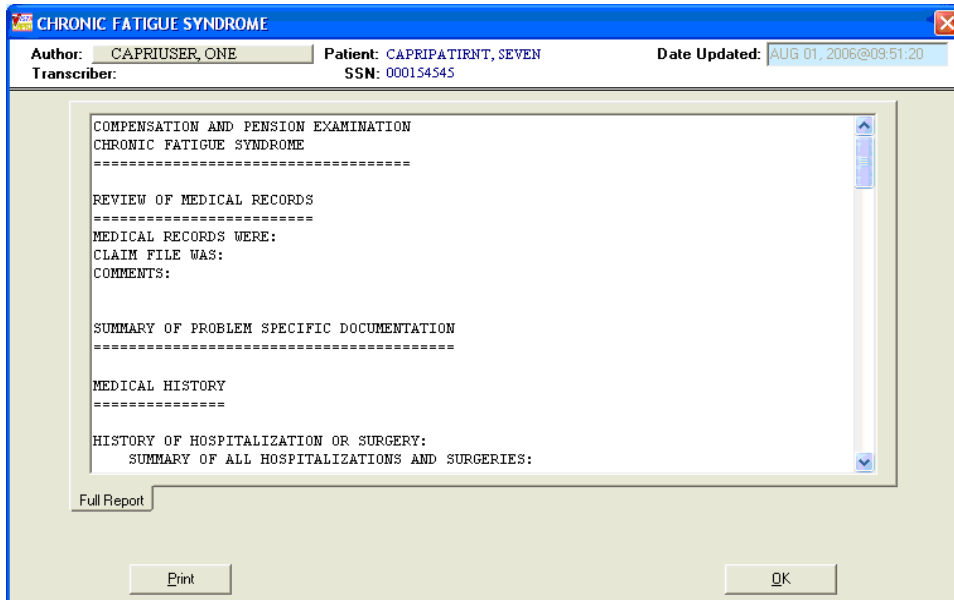 CHRONIC FATIGUE SYNDROME
Author: CAPRIUSER, ONE Patient: CAPRIPATIRNT, SEVEN Date Updated: AUG 01, 2006@09:51:20
Transcriber: SSN: 000154545
COMPENSATION AND PENSION EXAMINATION
CHRONIC FATIGUE SYNDROME
====================================
REVIEW OF MEDICAL RECORDS
=========================
MEDICAL RECORDS WERE:
CLAIM FILE WAS:
COMMENTS:
SUMMARY OF PROBLEM SPECIFIC DOCUMENTATION
=========================================
MEDICAL HISTORY
===============
HISTORY OF HOSPITALIZATION OR SURGERY:
SUMMARY OF ALL HOSPITALIZATIONS AND SURGERIES:
Full Report
Print OK